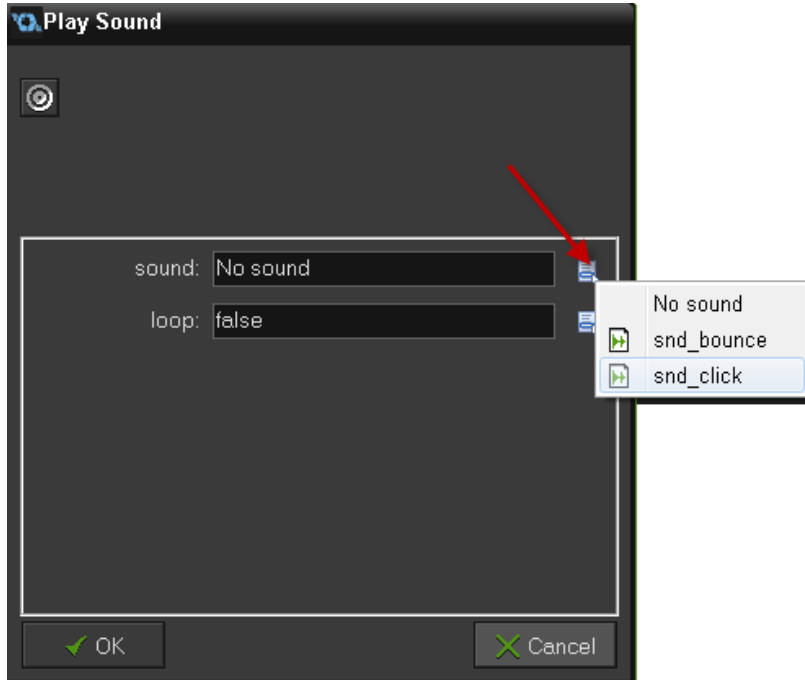 Play Sound
sound: No sound
loop: false
No sound
snd_bounce
snd_click
OK
Cancel